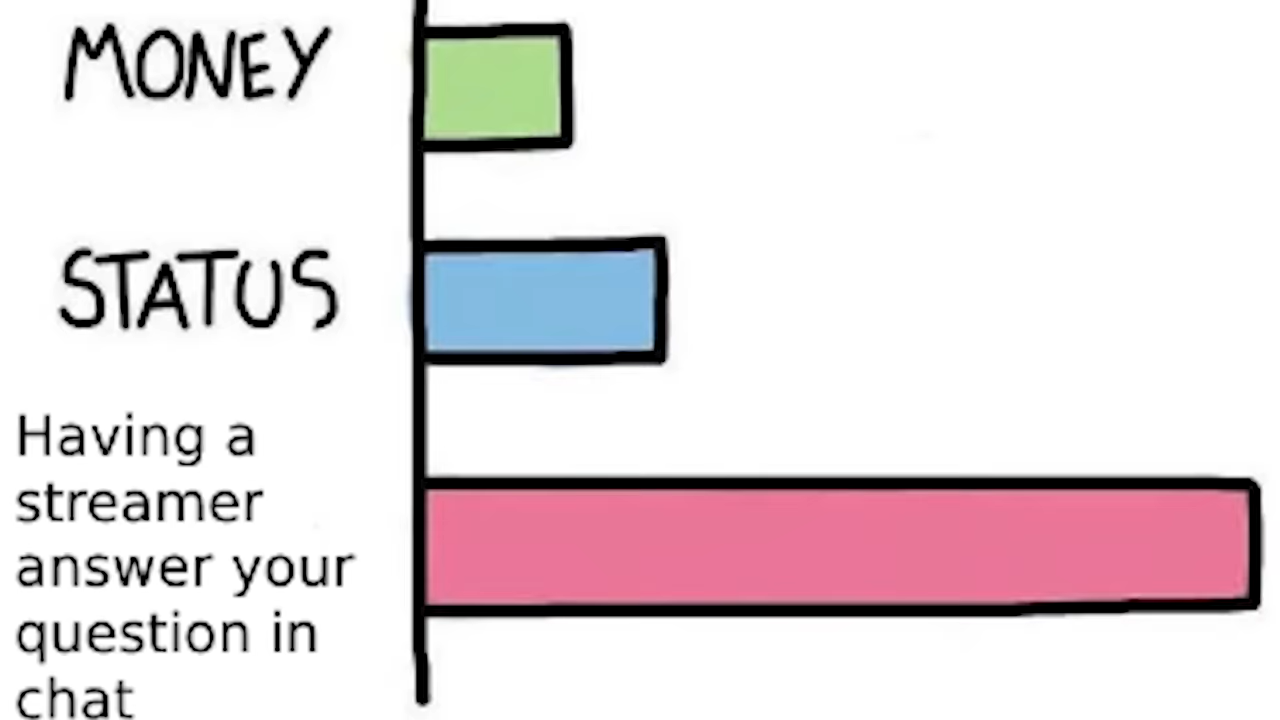 MONEY
STATUS
Having a
streamer
answer your
question in
chat